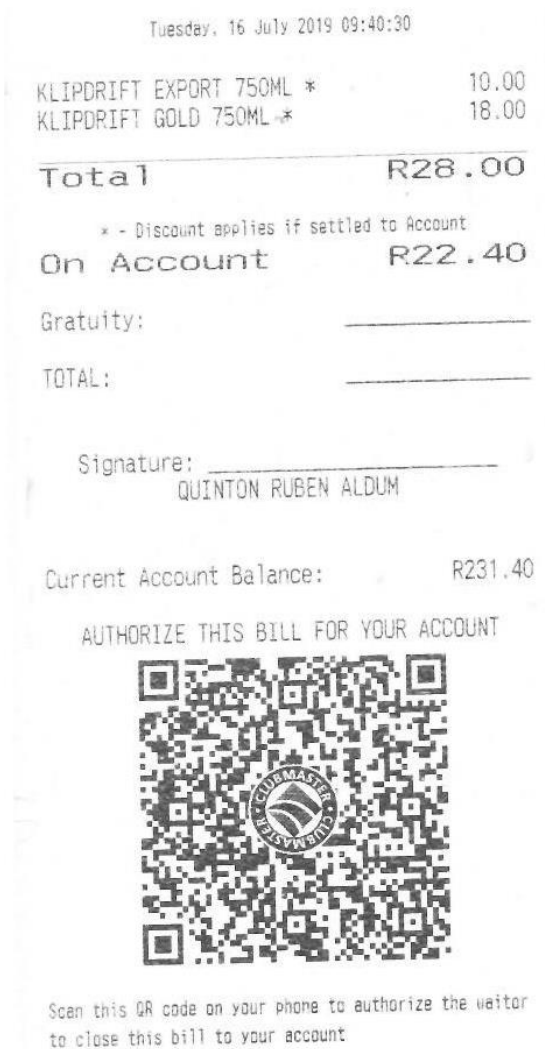 Tuesday, 16 July 2019 09:40:30
KLIPDRIFT EXPORT 750ML * 10.00
KLIPDRIFT GOLD 750ML * 18.00
Total R28.00
* - Discount applies if settled to Account
On Account R22.40
Gratuity:
TOTAL:
Signature:
QUINTON RUBEN ALDUM
Current Account Balance: R231.40
AUTHORIZE THIS BILL FOR YOUR ACCOUNT
CLUBMASTER · CLUBMASTER ·
Scan this QR code on your phone to authorize the waitor
to close this bill to your account